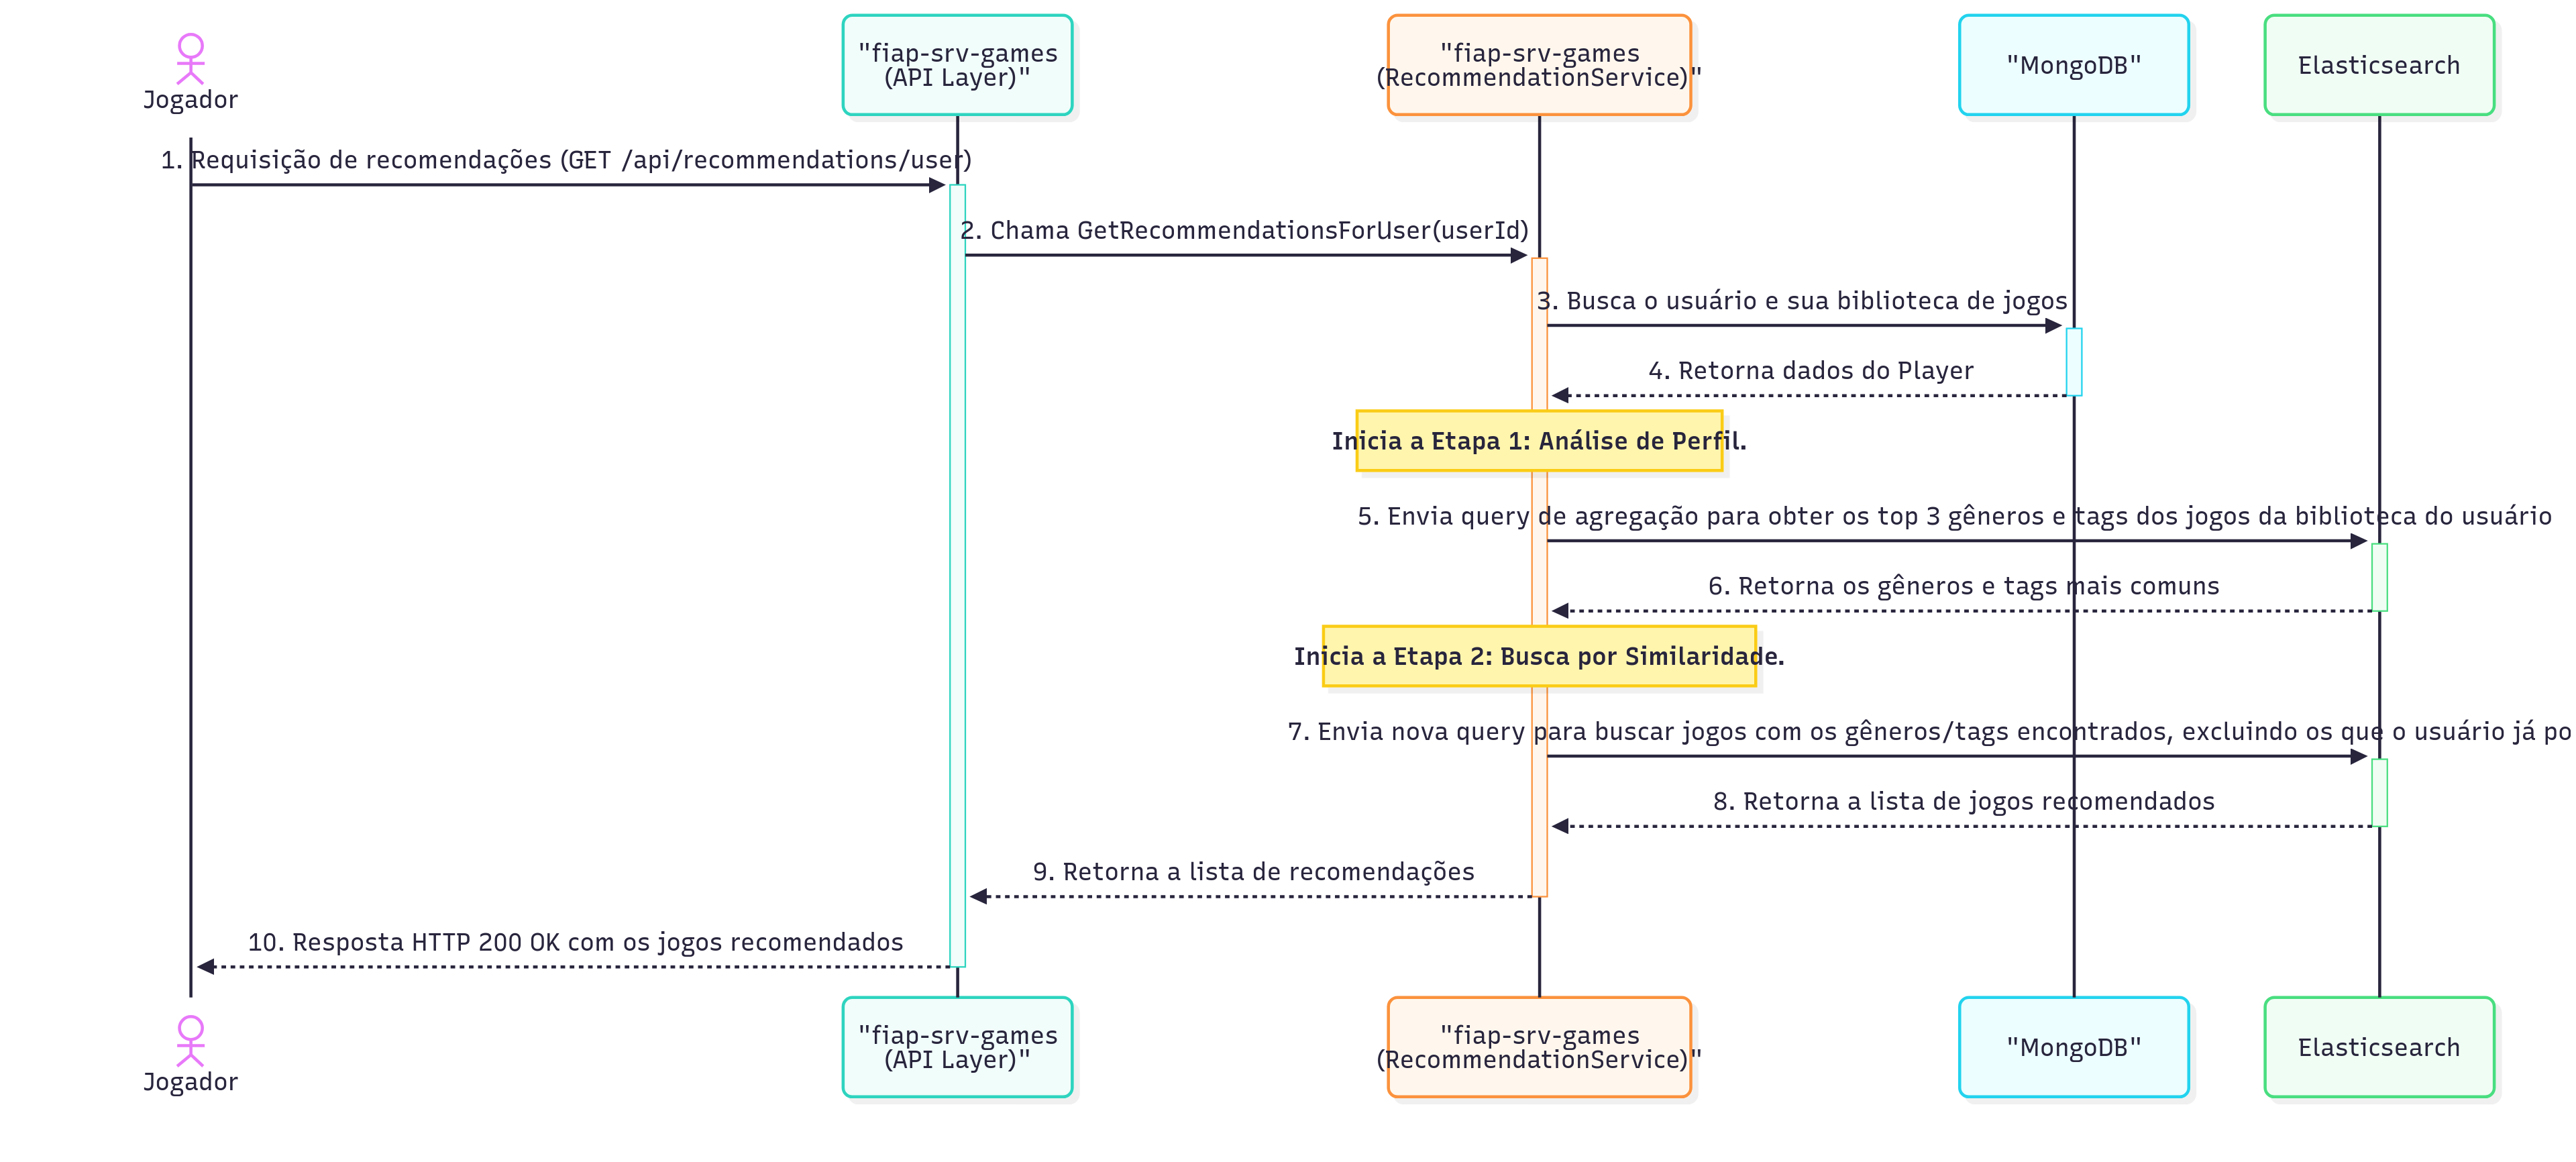 Jogador
"fiap-srv-games
(API Layer)"
"fiap-srv-games
(RecommendationService)"
"MongoDB"
Elasticsearch
1. Requisição de recomendações (GET /api/recommendations/user)
2. Chama GetRecommendationsForUser(userId)
3. Busca o usuário e sua biblioteca de jogos
4. Retorna dados do Player
Inicia a Etapa 1: Análise de Perfil.
5. Envia query de agregação para obter os top 3 gêneros e tags dos jogos da biblioteca do usuário
6. Retorna os gêneros e tags mais comuns
Inicia a Etapa 2: Busca por Similaridade.
7. Envia nova query para buscar jogos com os gêneros/tags encontrados, excluindo os que o usuário já po
8. Retorna a lista de jogos recomendados
9. Retorna a lista de recomendações
10. Resposta HTTP 200 OK com os jogos recomendados
Jogador
"fiap-srv-games
(API Layer)"
"fiap-srv-games
(RecommendationService)"
"MongoDB"
Elasticsearch